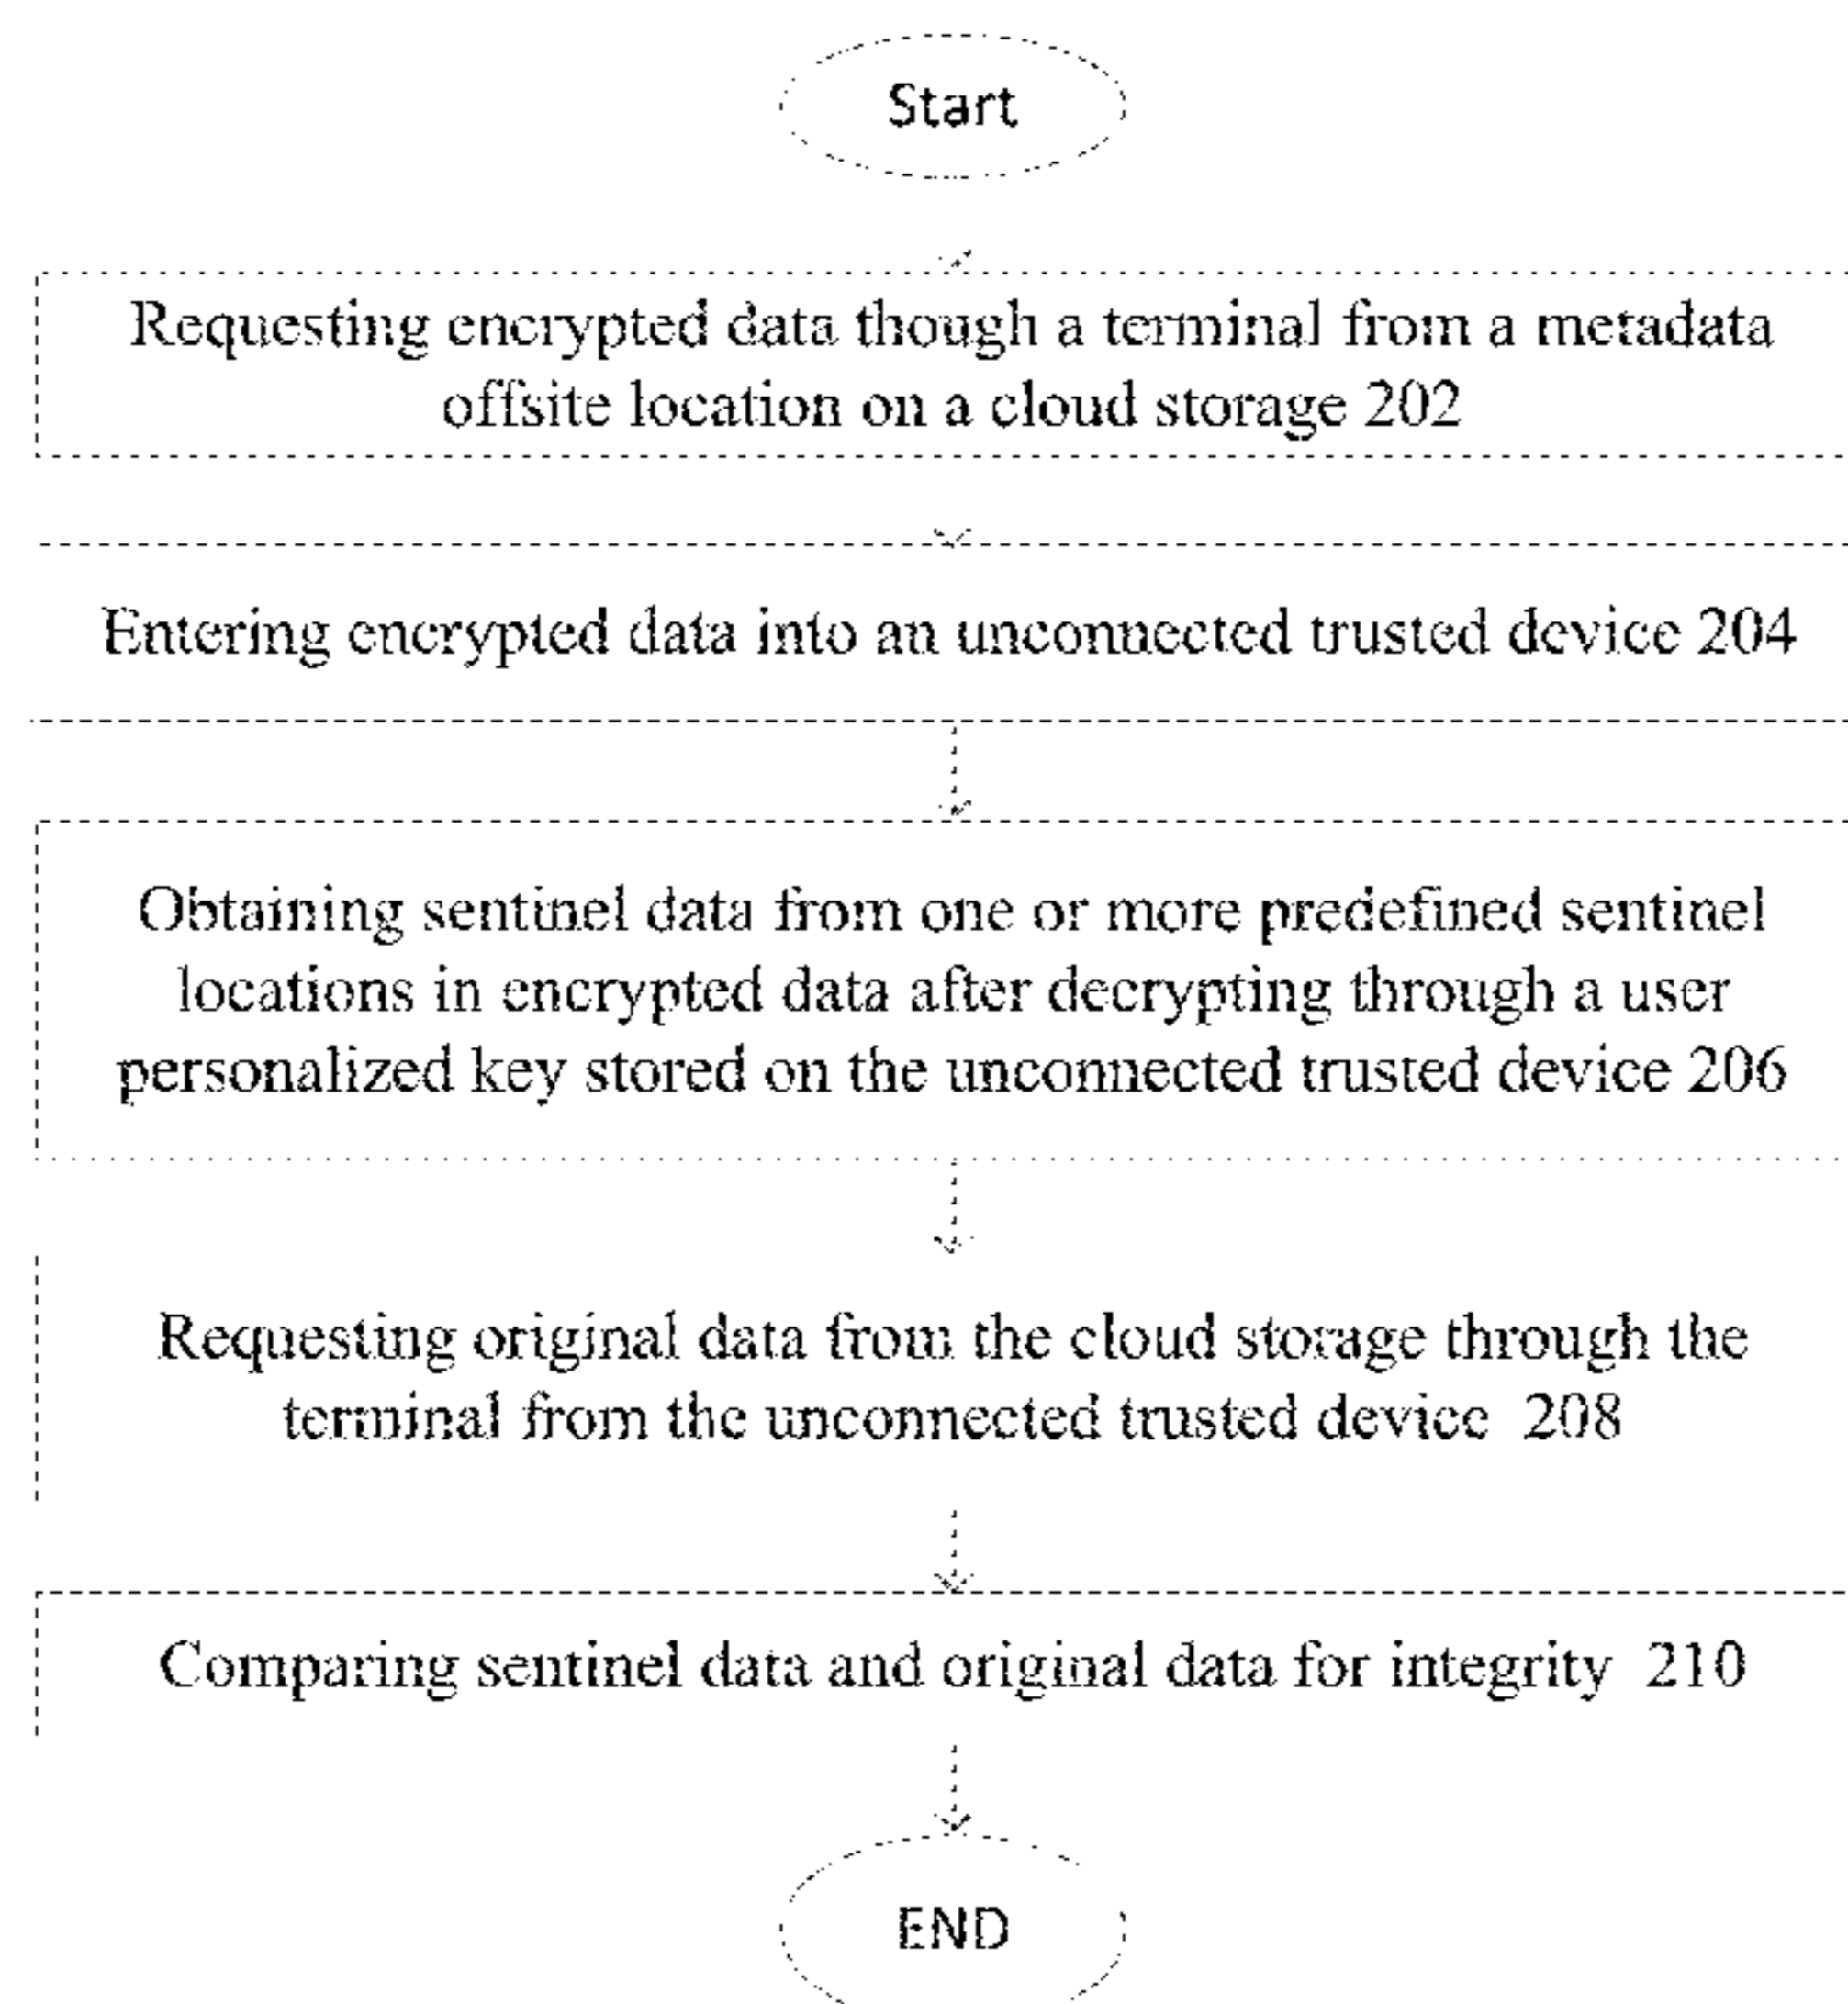 Start
Requesting encrypted data though a terminal from a metadata
offsite location on a cloud storage 202
Entering encrypted data into an unconnected trusted device 204
Obtaining sentinel data from one or more predefined sentinel
locations in encrypted data after decrypting through a user
personalized key stored on the unconnected trusted device 206
Requesting original data from the cloud storage through the
terminal from the unconnected trusted device 208
Comparing sentinel data and original data for integrity 210
END